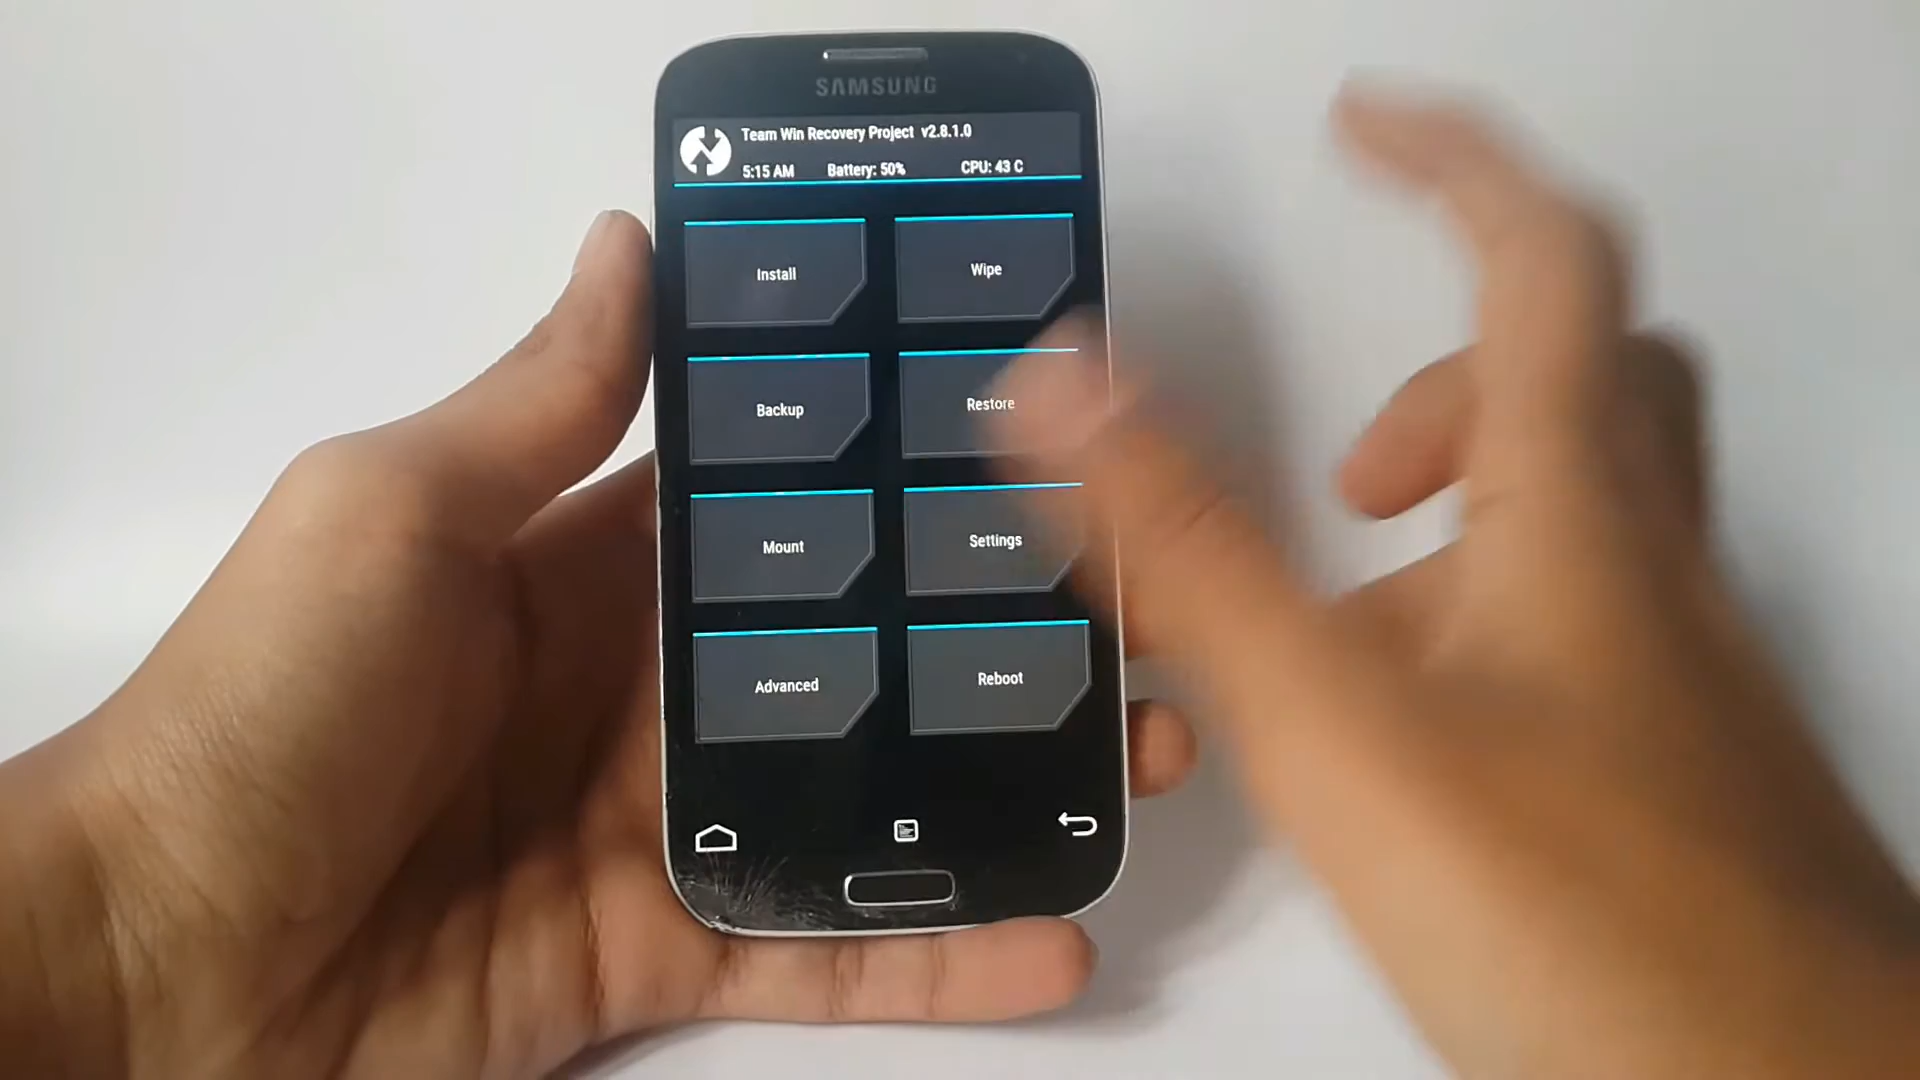 SAMSUNG
Team Win Recovery Project v2.8.1.0
5:15 AM Battery: 50% CPU: 43 C
Install Wipe
Backup Restore
Mount Settings
Advanced Reboot